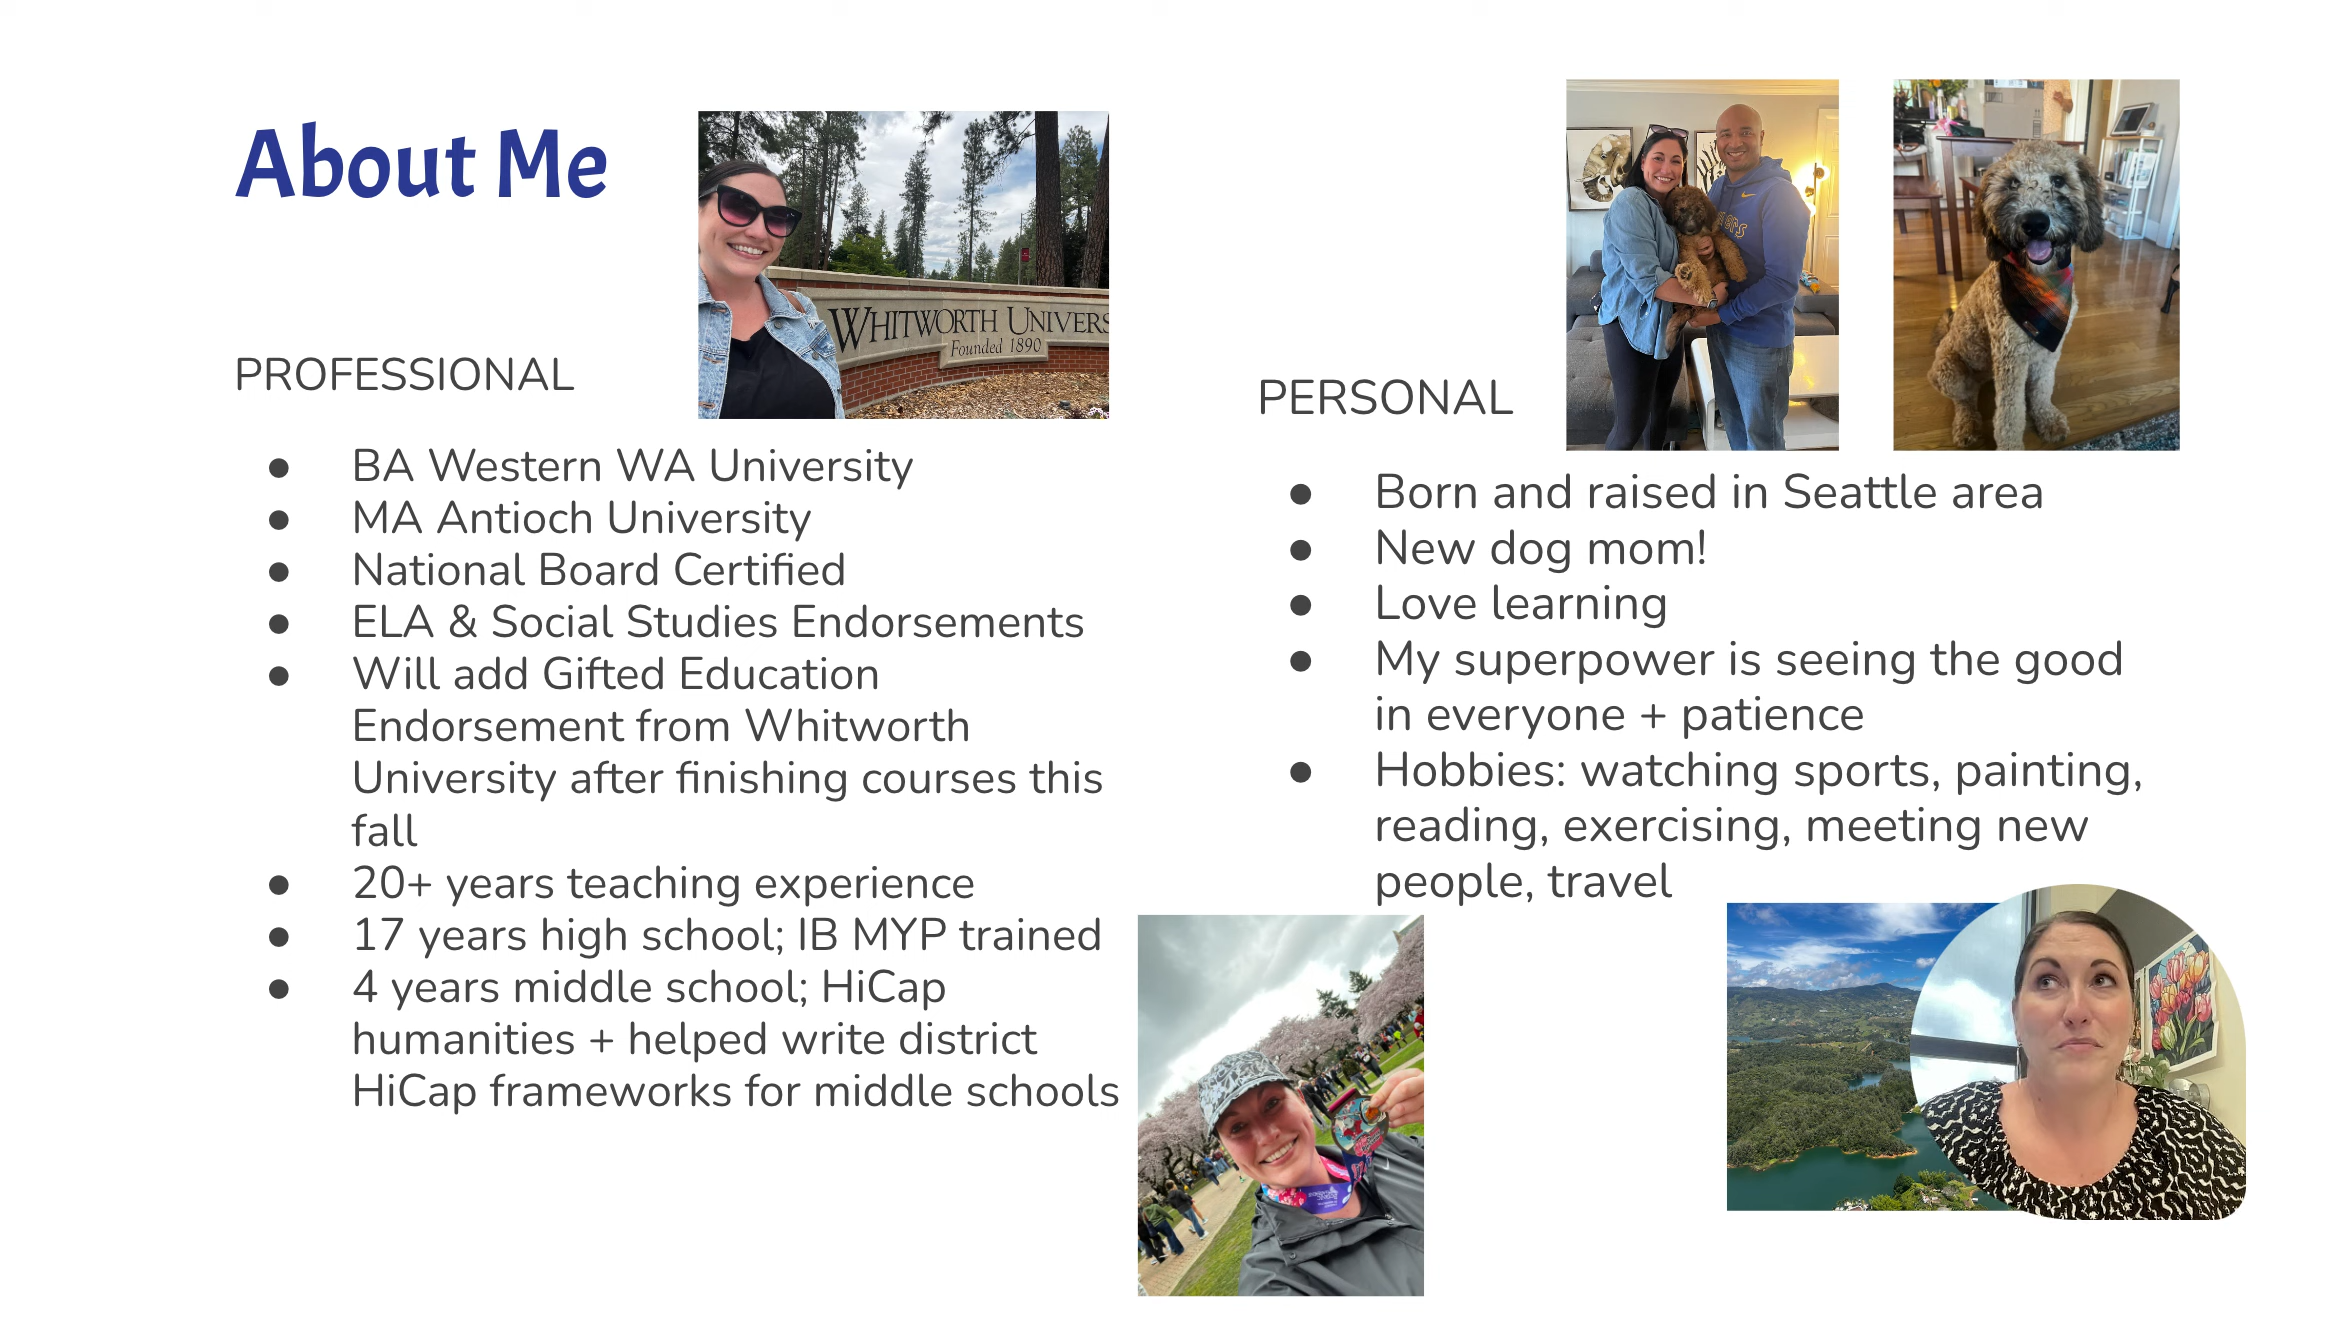 About Me
WHITWORTH UNIVERS
Founded 1890
PROFESSIONAL
● BA Western WA University
● MA Antioch University
● National Board Certified
● ELA & Social Studies Endorsements
● Will add Gifted Education
Endorsement from Whitworth
University after finishing courses this
fall
● 20+ years teaching experience
● 17 years high school; IB MYP trained
● 4 years middle school; HiCap
humanities + helped write district
HiCap frameworks for middle schools
PERSONAL
● Born and raised in Seattle area
● New dog mom!
● Love learning
● My superpower is seeing the good
in everyone + patience
● Hobbies: watching sports, painting,
reading, exercising, meeting new
people, travel